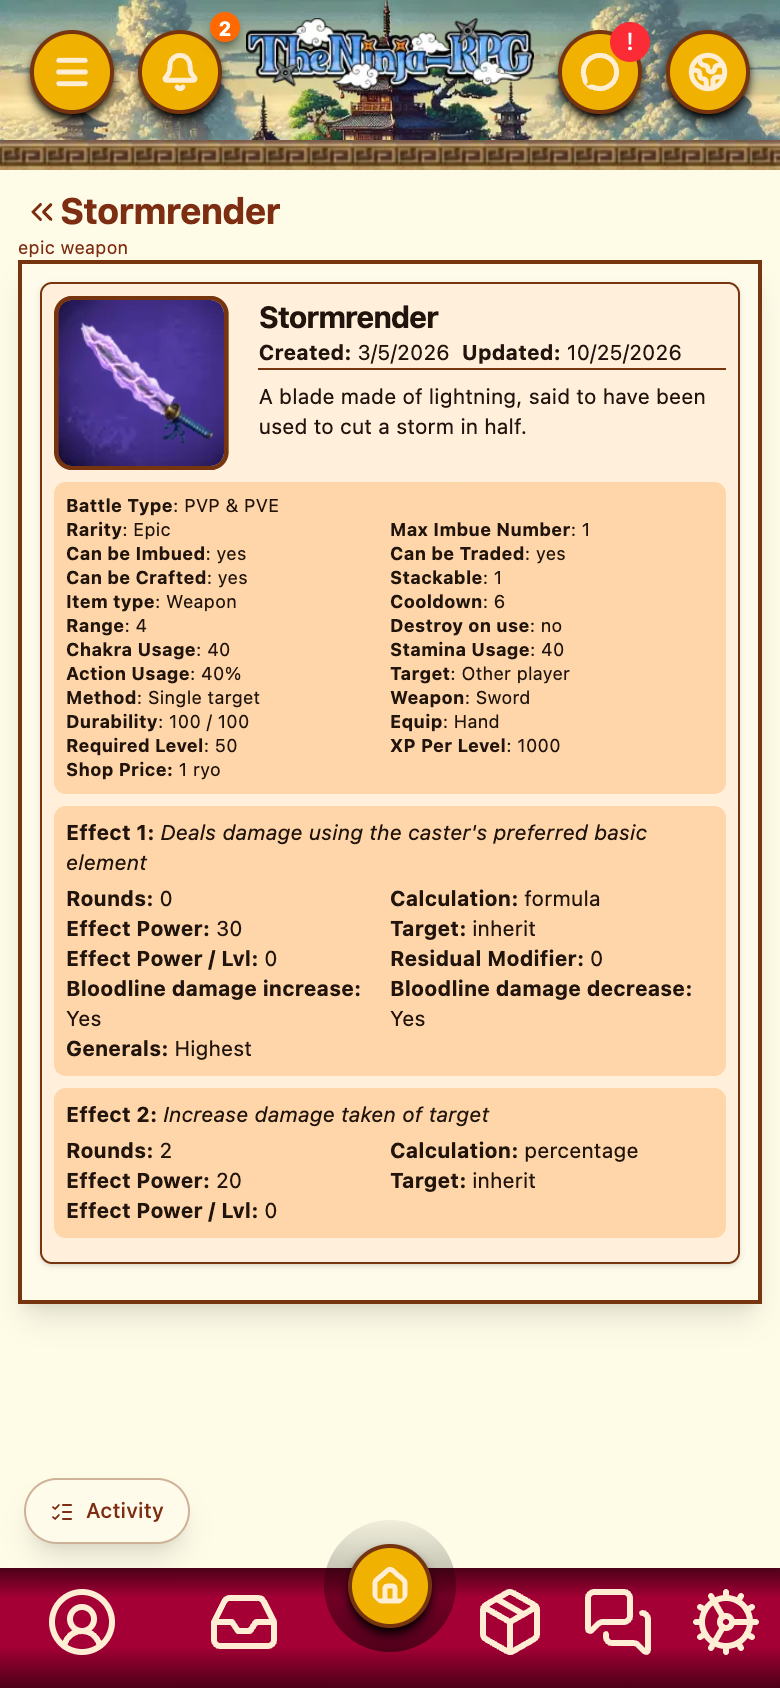 2
TheNinja-RPG
!
Stormrender
epic weapon
Stormrender
Created: 3/5/2026 Updated: 10/25/2026
A blade made of lightning, said to have been
used to cut a storm in half.
Battle Type: PVP & PVE
Rarity: Epic
Max Imbue Number: 1
Can be Imbued: yes
Can be Traded: yes
Can be Crafted: yes
Stackable: 1
Item type: Weapon
Cooldown: 6
Range: 4
Destroy on use: no
Chakra Usage: 40
Stamina Usage: 40
Action Usage: 40%
Target: Other player
Method: Single target
Weapon: Sword
Durability: 100 / 100
Equip: Hand
Required Level: 50
XP Per Level: 1000
Shop Price: 1 ryo
Effect 1: Deals damage using the caster's preferred basic
element
Rounds: 0
Calculation: formula
Effect Power: 30
Target: inherit
Effect Power / Lvl: 0
Residual Modifier: 0
Bloodline damage increase:
Yes
Bloodline damage decrease:
Yes
Generals: Highest
Effect 2: Increase damage taken of target
Rounds: 2
Calculation: percentage
Effect Power: 20
Target: inherit
Effect Power / Lvl: 0
Activity